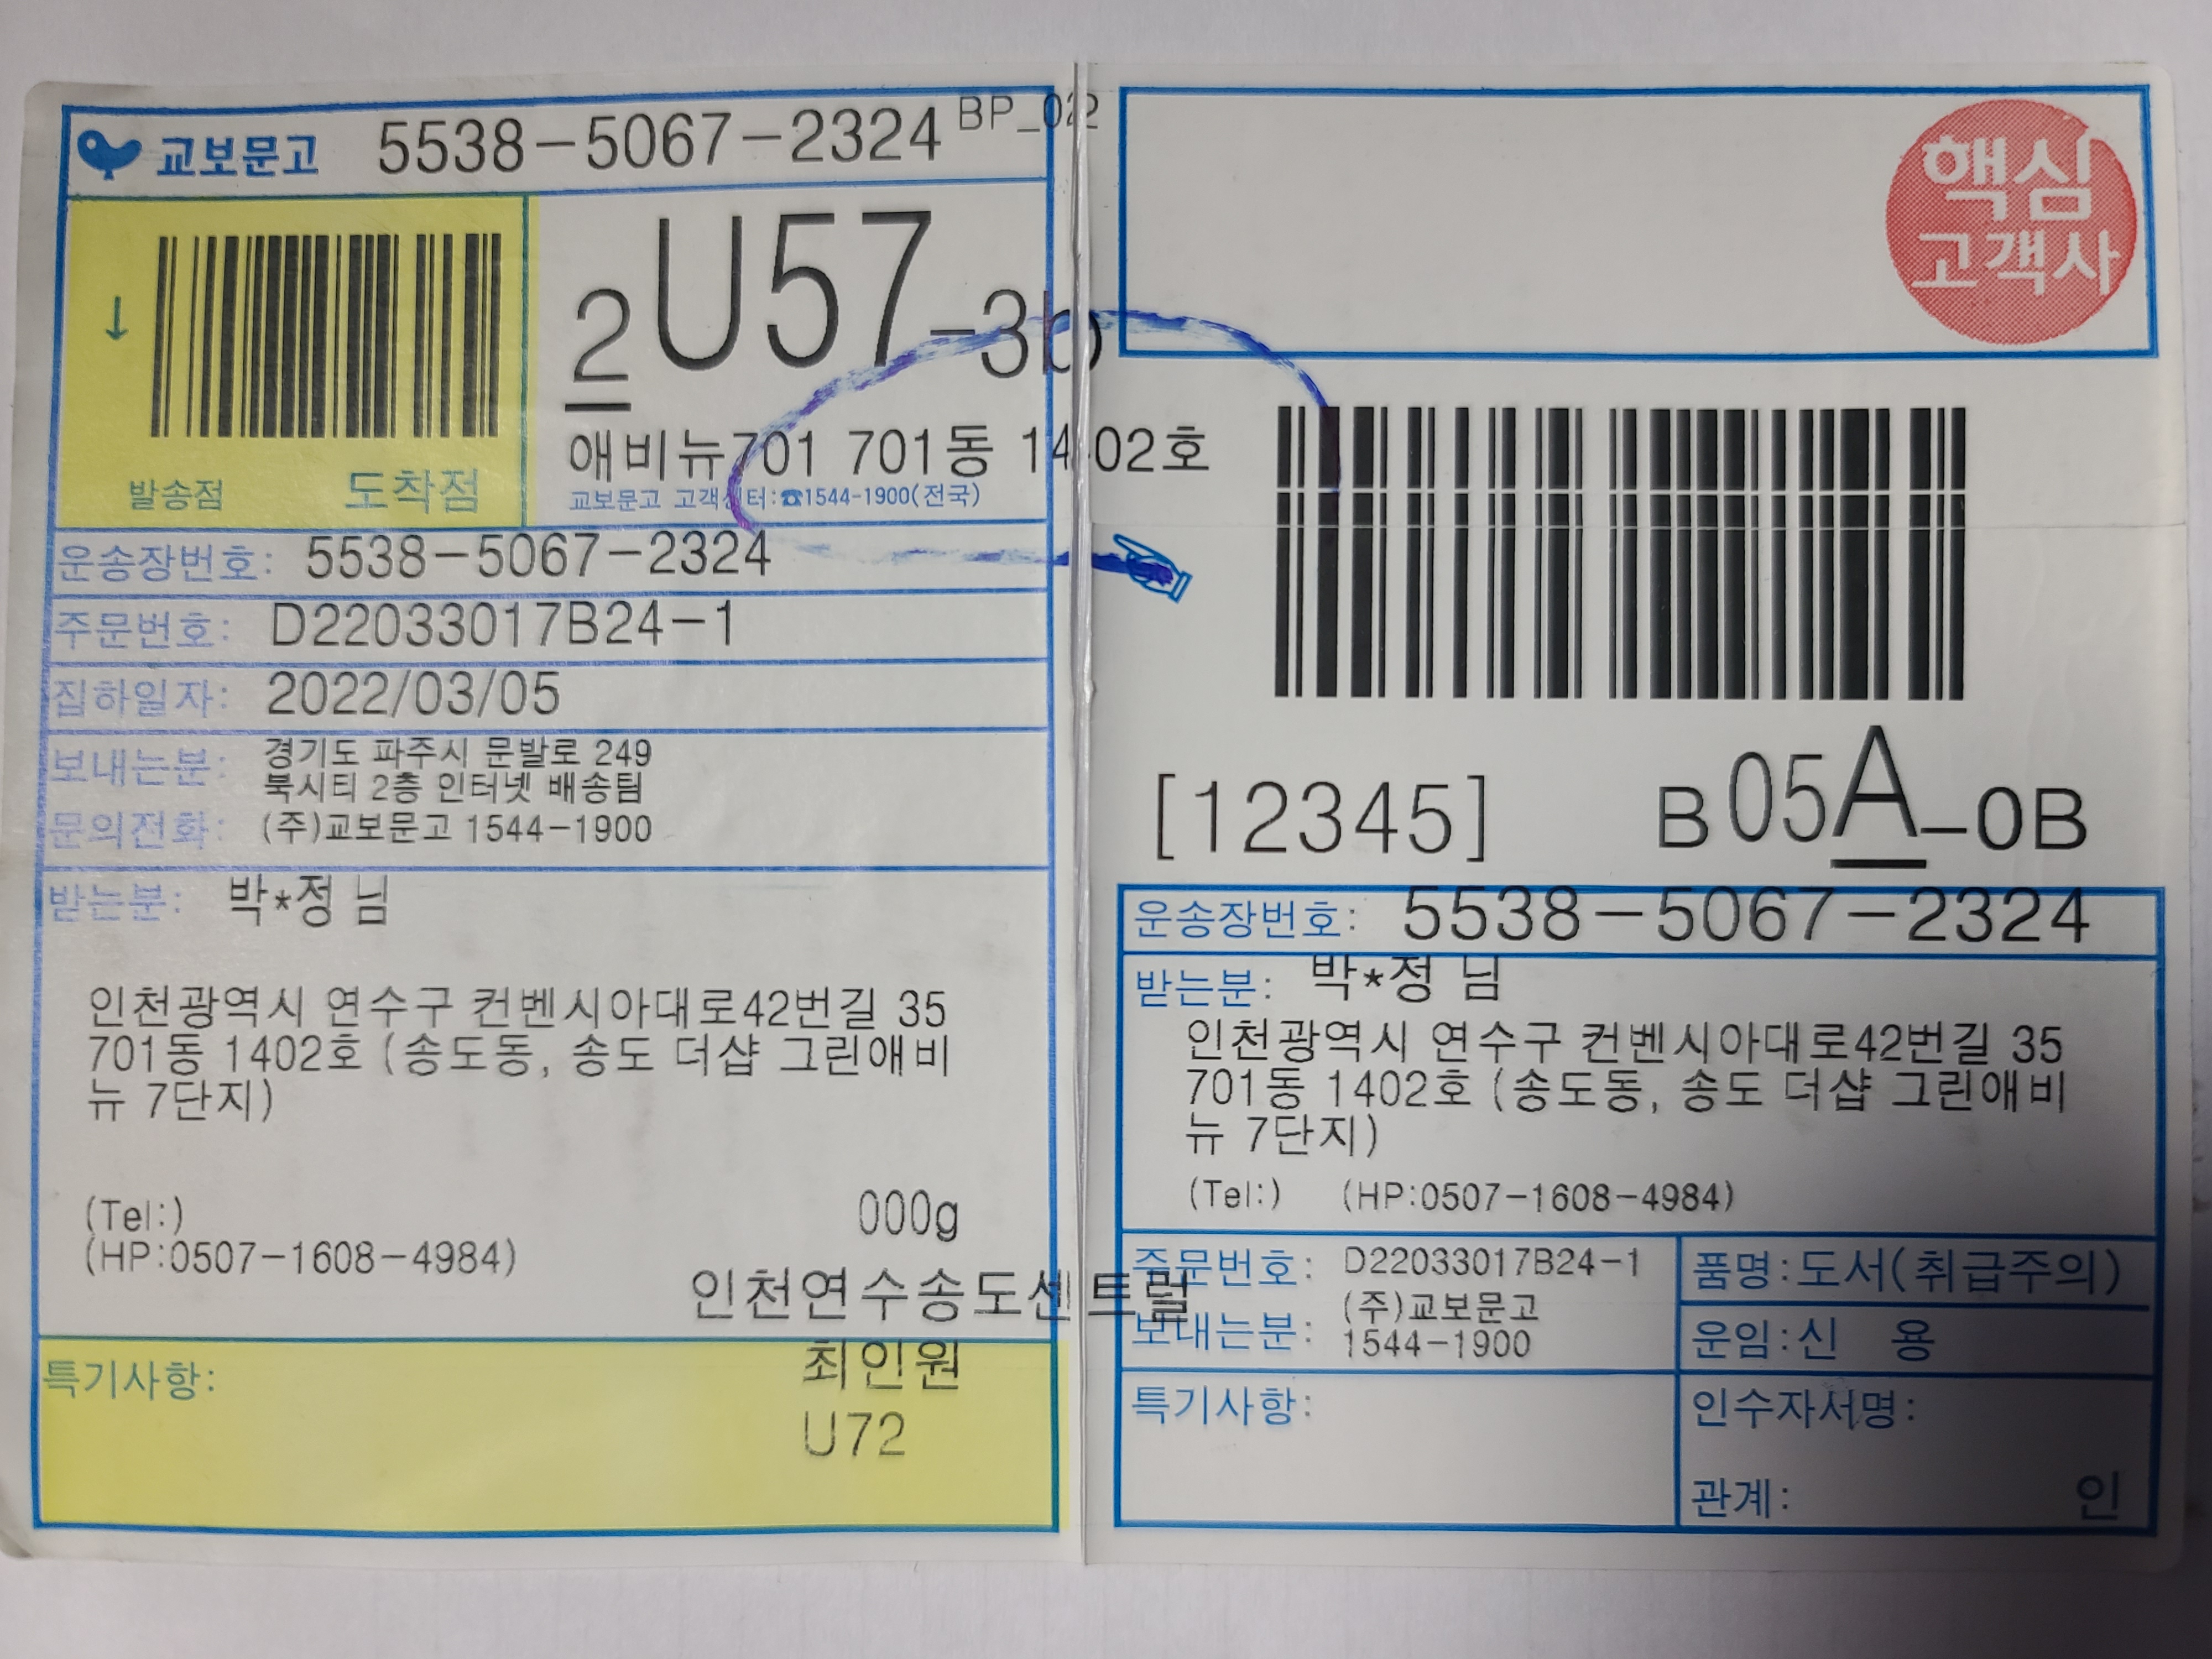 교보문고 5538-5067-2324 BP_022
2 U57-3b
애비뉴701 701동 1402호
발송점 도착점
교보문고 고객센터:☎1544-1900(전국)
운송장번호: 5538-5067-2324
주문번호: D22033017B24-1
집하일자: 2022/03/05
보내는분: 경기도 파주시 문발로 249
북시티 2층 인터넷 배송팀
문의전화: (주)교보문고 1544-1900
받는분: 박*정 님
인천광역시 연수구 컨벤시아대로42번길 35
701동 1402호 (송도동, 송도 더샵 그린애비
뉴 7단지)
(Tel:) 000g
(HP:0507-1608-4984)
인천연수송도센트럴
특기사항: 최인원
U72
핵심
고객사
[12345] B 05A-0B
운송장번호: 5538-5067-2324
받는분: 박*정 님
인천광역시 연수구 컨벤시아대로42번길 35
701동 1402호 (송도동, 송도 더샵 그린애비
뉴 7단지)
(Tel:) (HP:0507-1608-4984)
주문번호: D22033017B24-1
보내는분: (주)교보문고
1544-1900
품명:도서(취급주의)
운임:신 용
특기사항:
인수자서명:
관계: 인